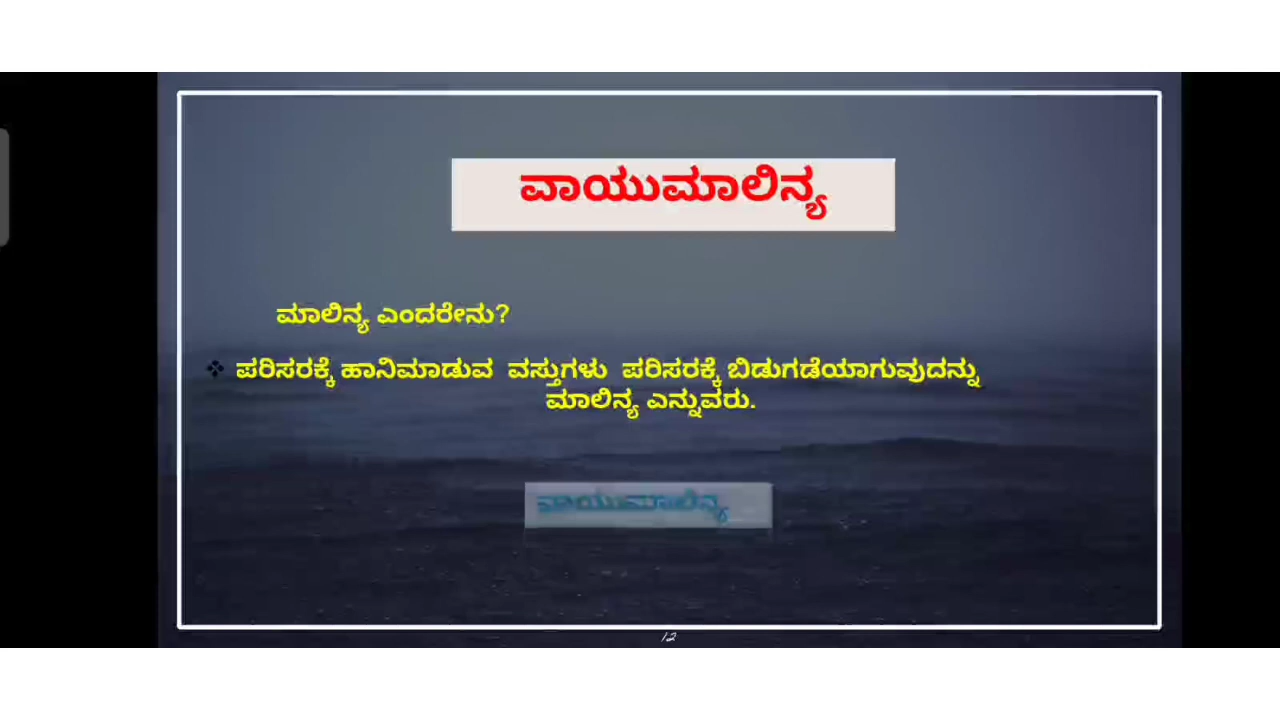 ವಾಯುಮಾಲಿನ್ಯ
ಮಾಲಿನ್ಯ ಎಂದರೇನು?
ಪರಿಸರಕ್ಕೆ ಹಾನಿಮಾಡುವ ವಸ್ತುಗಳು ಪರಿಸರಕ್ಕೆ ಬಿಡುಗಡೆಯಾಗುವುದನ್ನು
ಮಾಲಿನ್ಯ ಎನ್ನುವರು.
ವಾಯುಮಾಲಿನ್ಯ
12